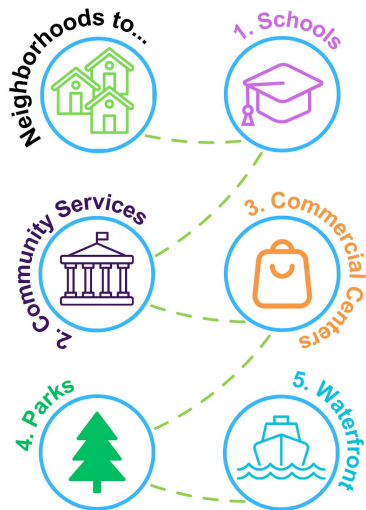 Neighborhoods to...
1. Schools
2. Community Services
3. Commercial Centers
4. Parks
5. Waterfront